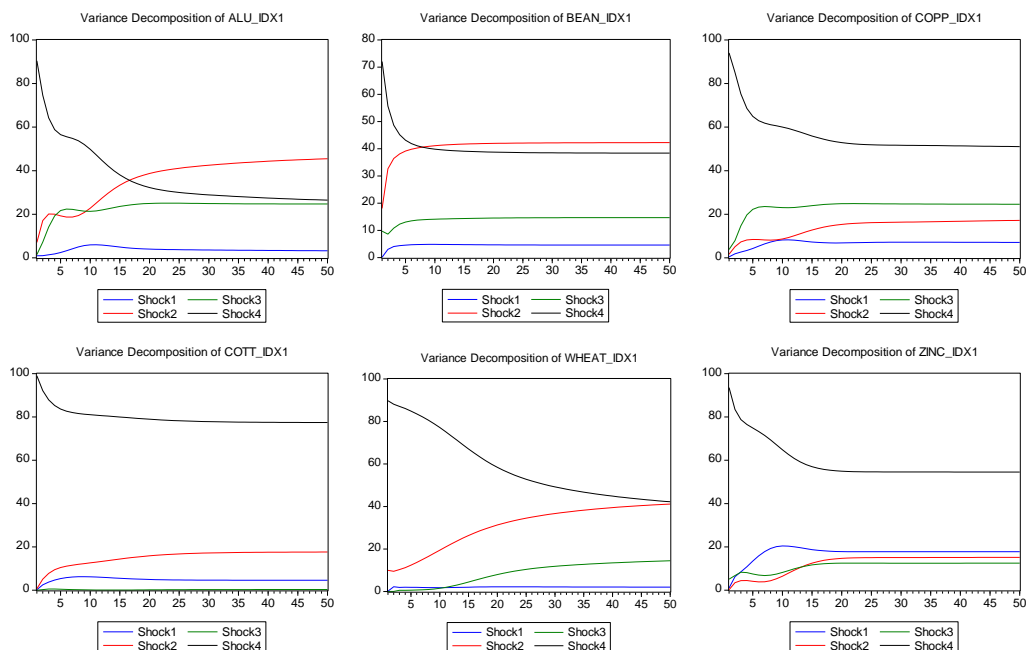 Variance Decomposition of ALU_IDX1
100
80
60
40
20
0
5 10 15 20 25 30 35 40 45 50
Shock1 Shock3
Shock2 Shock4
Variance Decomposition of BEAN_IDX1
80
70
60
50
40
30
20
10
0
5 10 15 20 25 30 35 40 45 50
Shock1 Shock3
Shock2 Shock4
Variance Decomposition of COPP_IDX1
100
80
60
40
20
0
5 10 15 20 25 30 35 40 45 50
Shock1 Shock3
Shock2 Shock4
Variance Decomposition of COTT_IDX1
100
80
60
40
20
0
5 10 15 20 25 30 35 40 45 50
Shock1 Shock3
Shock2 Shock4
Variance Decomposition of WHEAT_IDX1
100
80
60
40
20
0
5 10 15 20 25 30 35 40 45 50
Shock1 Shock3
Shock2 Shock4
Variance Decomposition of ZINC_IDX1
100
80
60
40
20
0
5 10 15 20 25 30 35 40 45 50
Shock1 Shock3
Shock2 Shock4